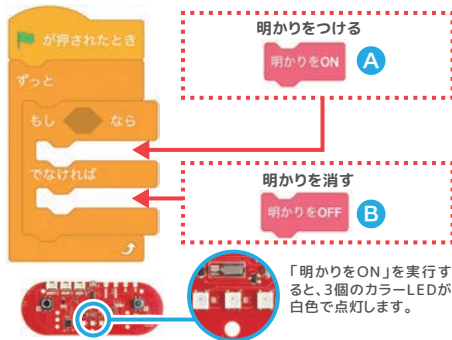 が押されたとき
ずっと
もし なら
でなければ
明かりをつける
明かりをON
A
明かりを消す
明かりをOFF
B
「明かりをON」を実行す
ると、3個のカラーLEDが
白色で点灯します。